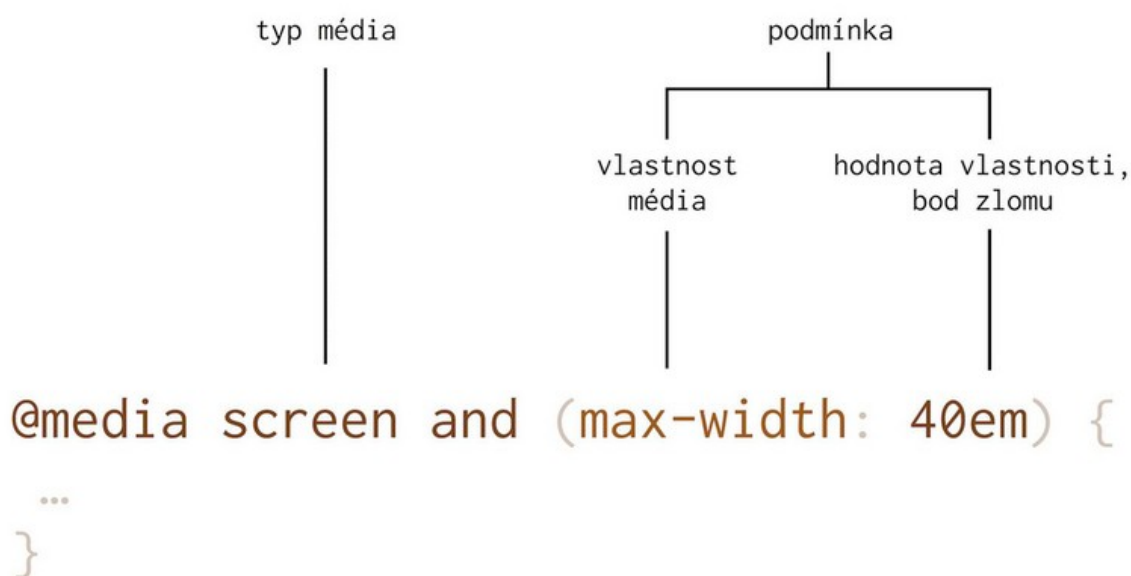 typ média
podmínka
vlastnost
média
hodnota vlastnosti,
bod zlomu
@media screen and (max-width: 40em) {
…
}